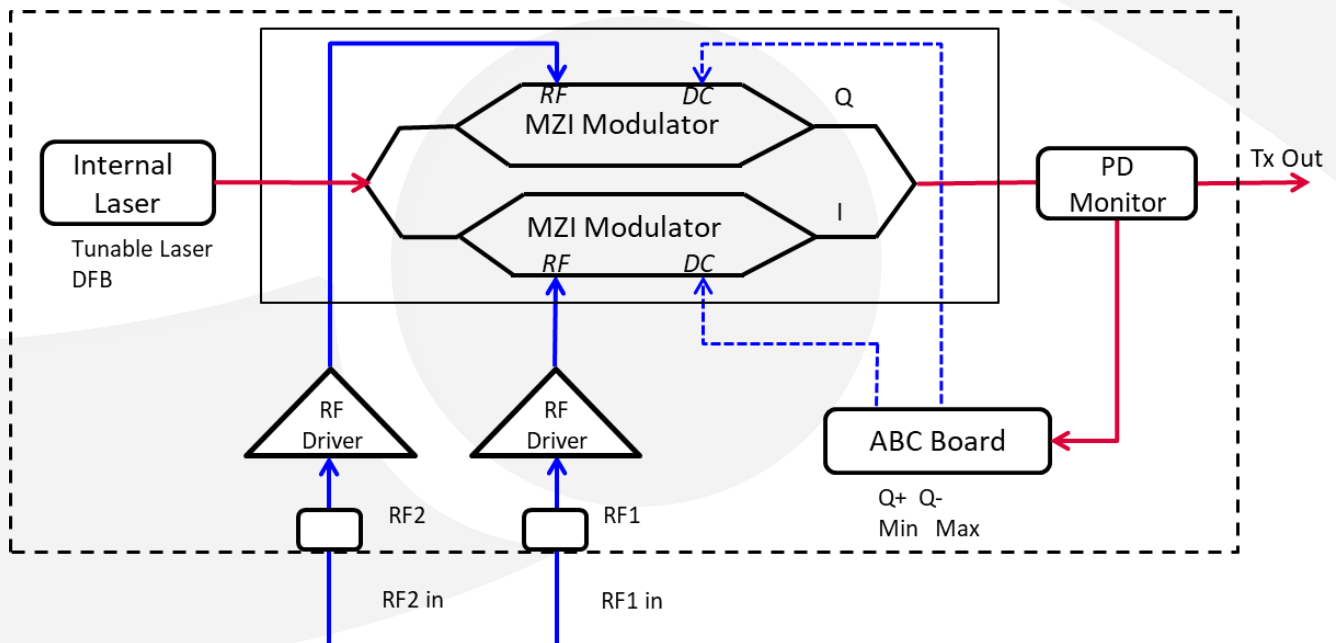 RF
DC
Q
MZI Modulator
Internal
Laser
PD
Monitor
Tx Out
I
MZI Modulator
Tunable Laser
DFB
RF
DC
RF
Driver
RF
Driver
ABC Board
Q+ Q-
Min Max
RF2
RF1
RF2 in
RF1 in